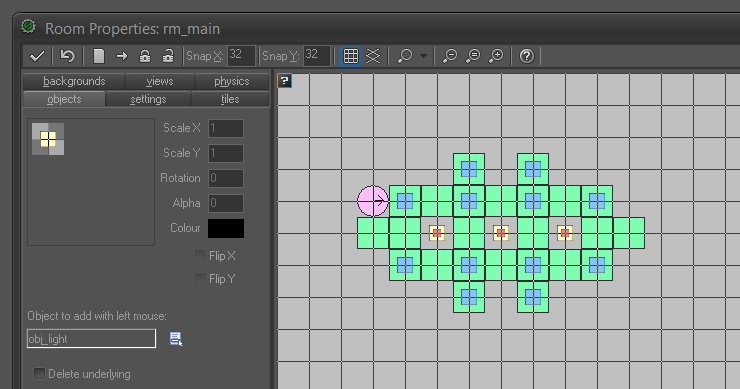 Room Properties: rm_main
Snap X: 32 Snap Y: 32
backgrounds views physics
objects settings tiles
?
Scale X 1
Scale Y 1
Rotation 0
Alpha 0
Colour
Flip X
Flip Y
Object to add with left mouse:
obj_light
Delete underlying